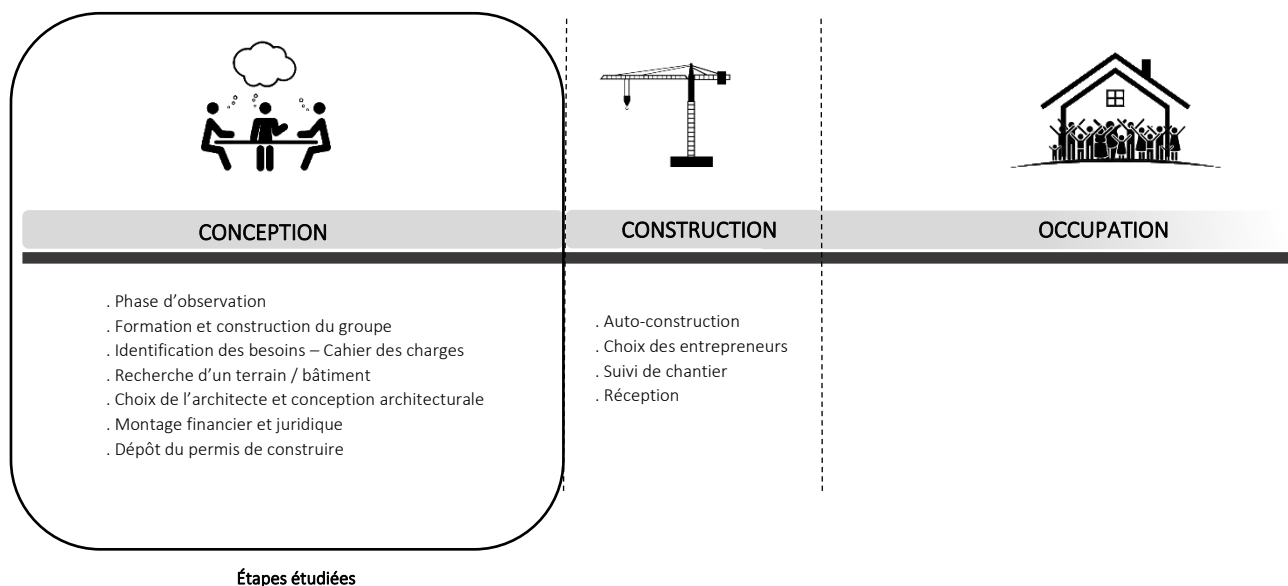 CONCEPTION
. Phase d’observation
. Formation et construction du groupe
. Identification des besoins – Cahier des charges
. Recherche d’un terrain / bâtiment
. Choix de l’architecte et conception architecturale
. Montage financier et juridique
. Dépôt du permis de construire
CONSTRUCTION
. Auto-construction
. Choix des entrepreneurs
. Suivi de chantier
. Réception
OCCUPATION
Étapes étudiées